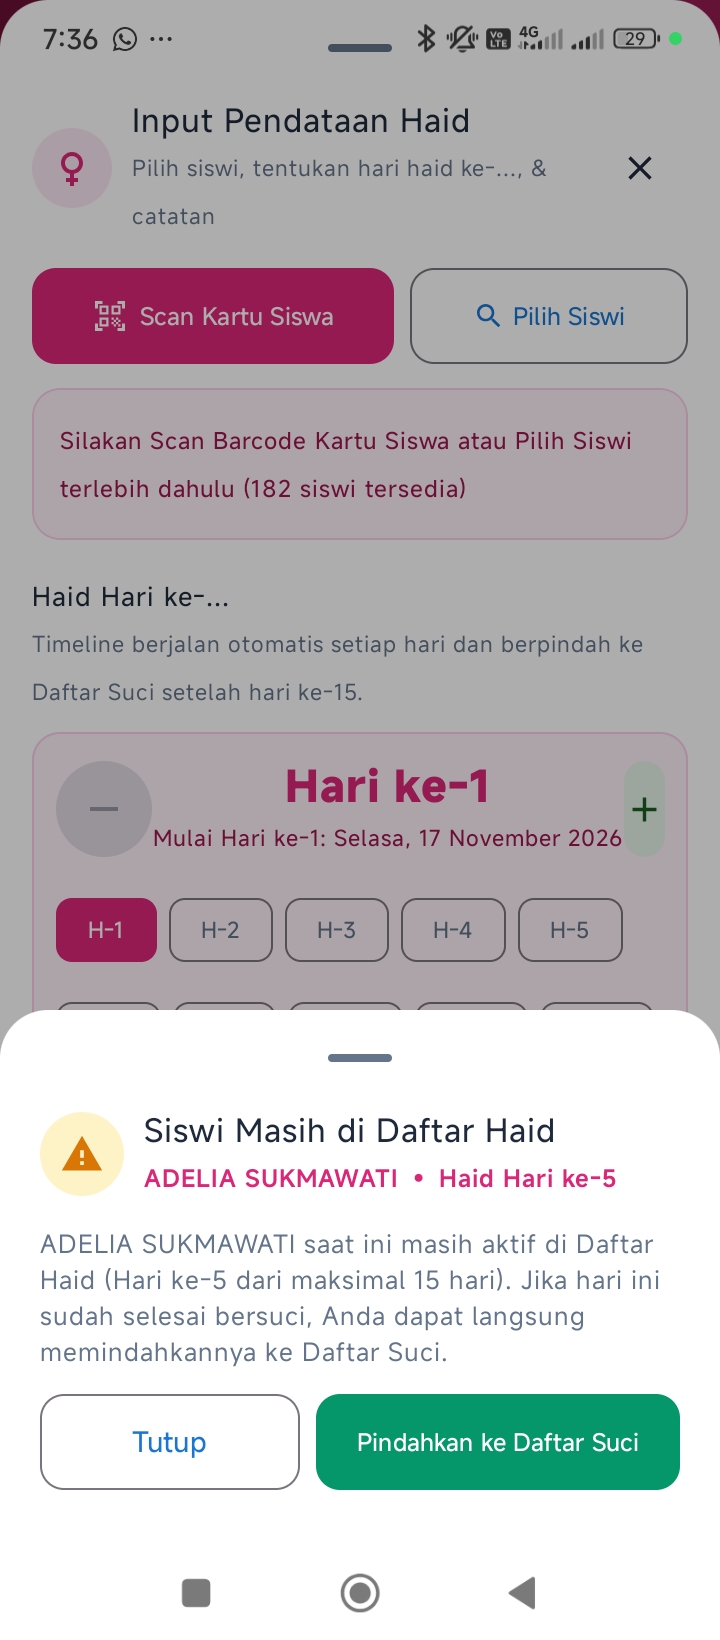 7:36
Vo LTE
4G
29
Input Pendataan Haid
Pilih siswi, tentukan hari haid ke-..., &
catatan
Scan Kartu Siswa
Pilih Siswi
Silakan Scan Barcode Kartu Siswa atau Pilih Siswi
terlebih dahulu (182 siswi tersedia)
Haid Hari ke-...
Timeline berjalan otomatis setiap hari dan berpindah ke
Daftar Suci setelah hari ke-15.
Hari ke-1
Mulai Hari ke-1: Selasa, 17 November 2026
H-1
H-2
H-3
H-4
H-5
Siswi Masih di Daftar Haid
ADELIA SUKMAWATI • Haid Hari ke-5
ADELIA SUKMAWATI saat ini masih aktif di Daftar
Haid (Hari ke-5 dari maksimal 15 hari). Jika hari ini
sudah selesai bersuci, Anda dapat langsung
memindahkannya ke Daftar Suci.
Tutup
Pindahkan ke Daftar Suci